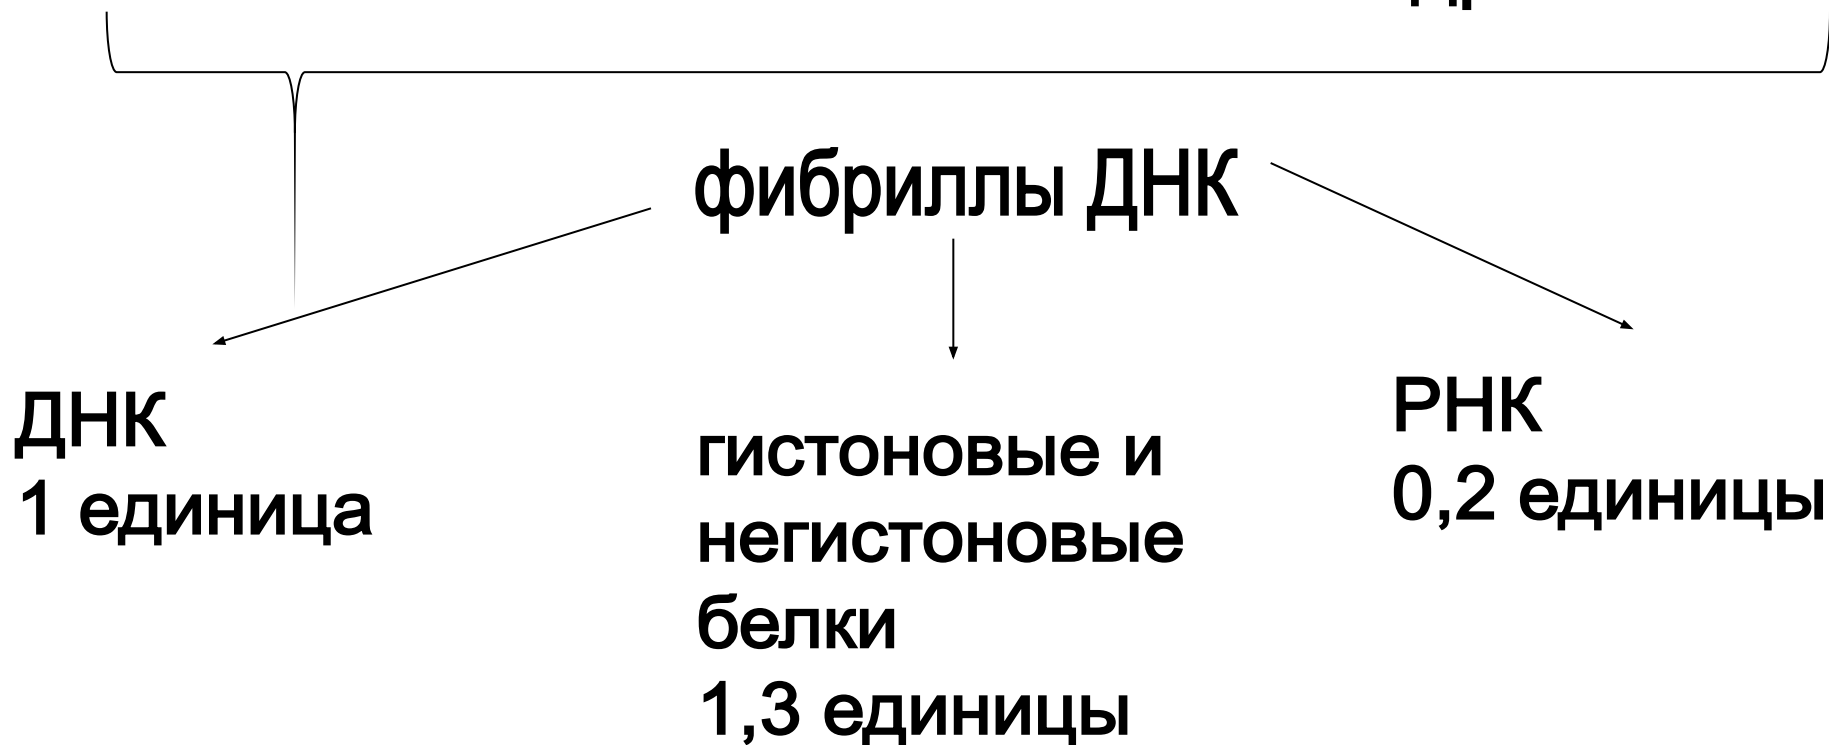 фибриллы ДНК
ДНК
1 единица
гистоновые и
негистоновые
белки
1,3 единицы
РНК
0,2 единицы